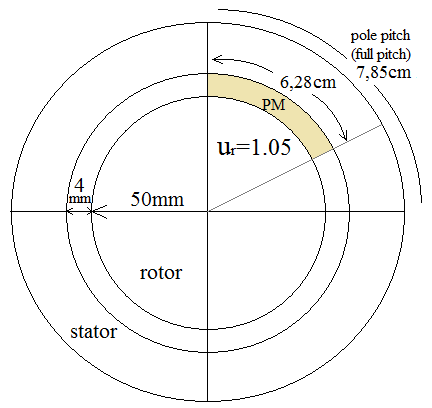 pole pitch
(full pitch)
7,85cm
6,28cm
PM
ur=1.05
4
mm
50mm
rotor
stator